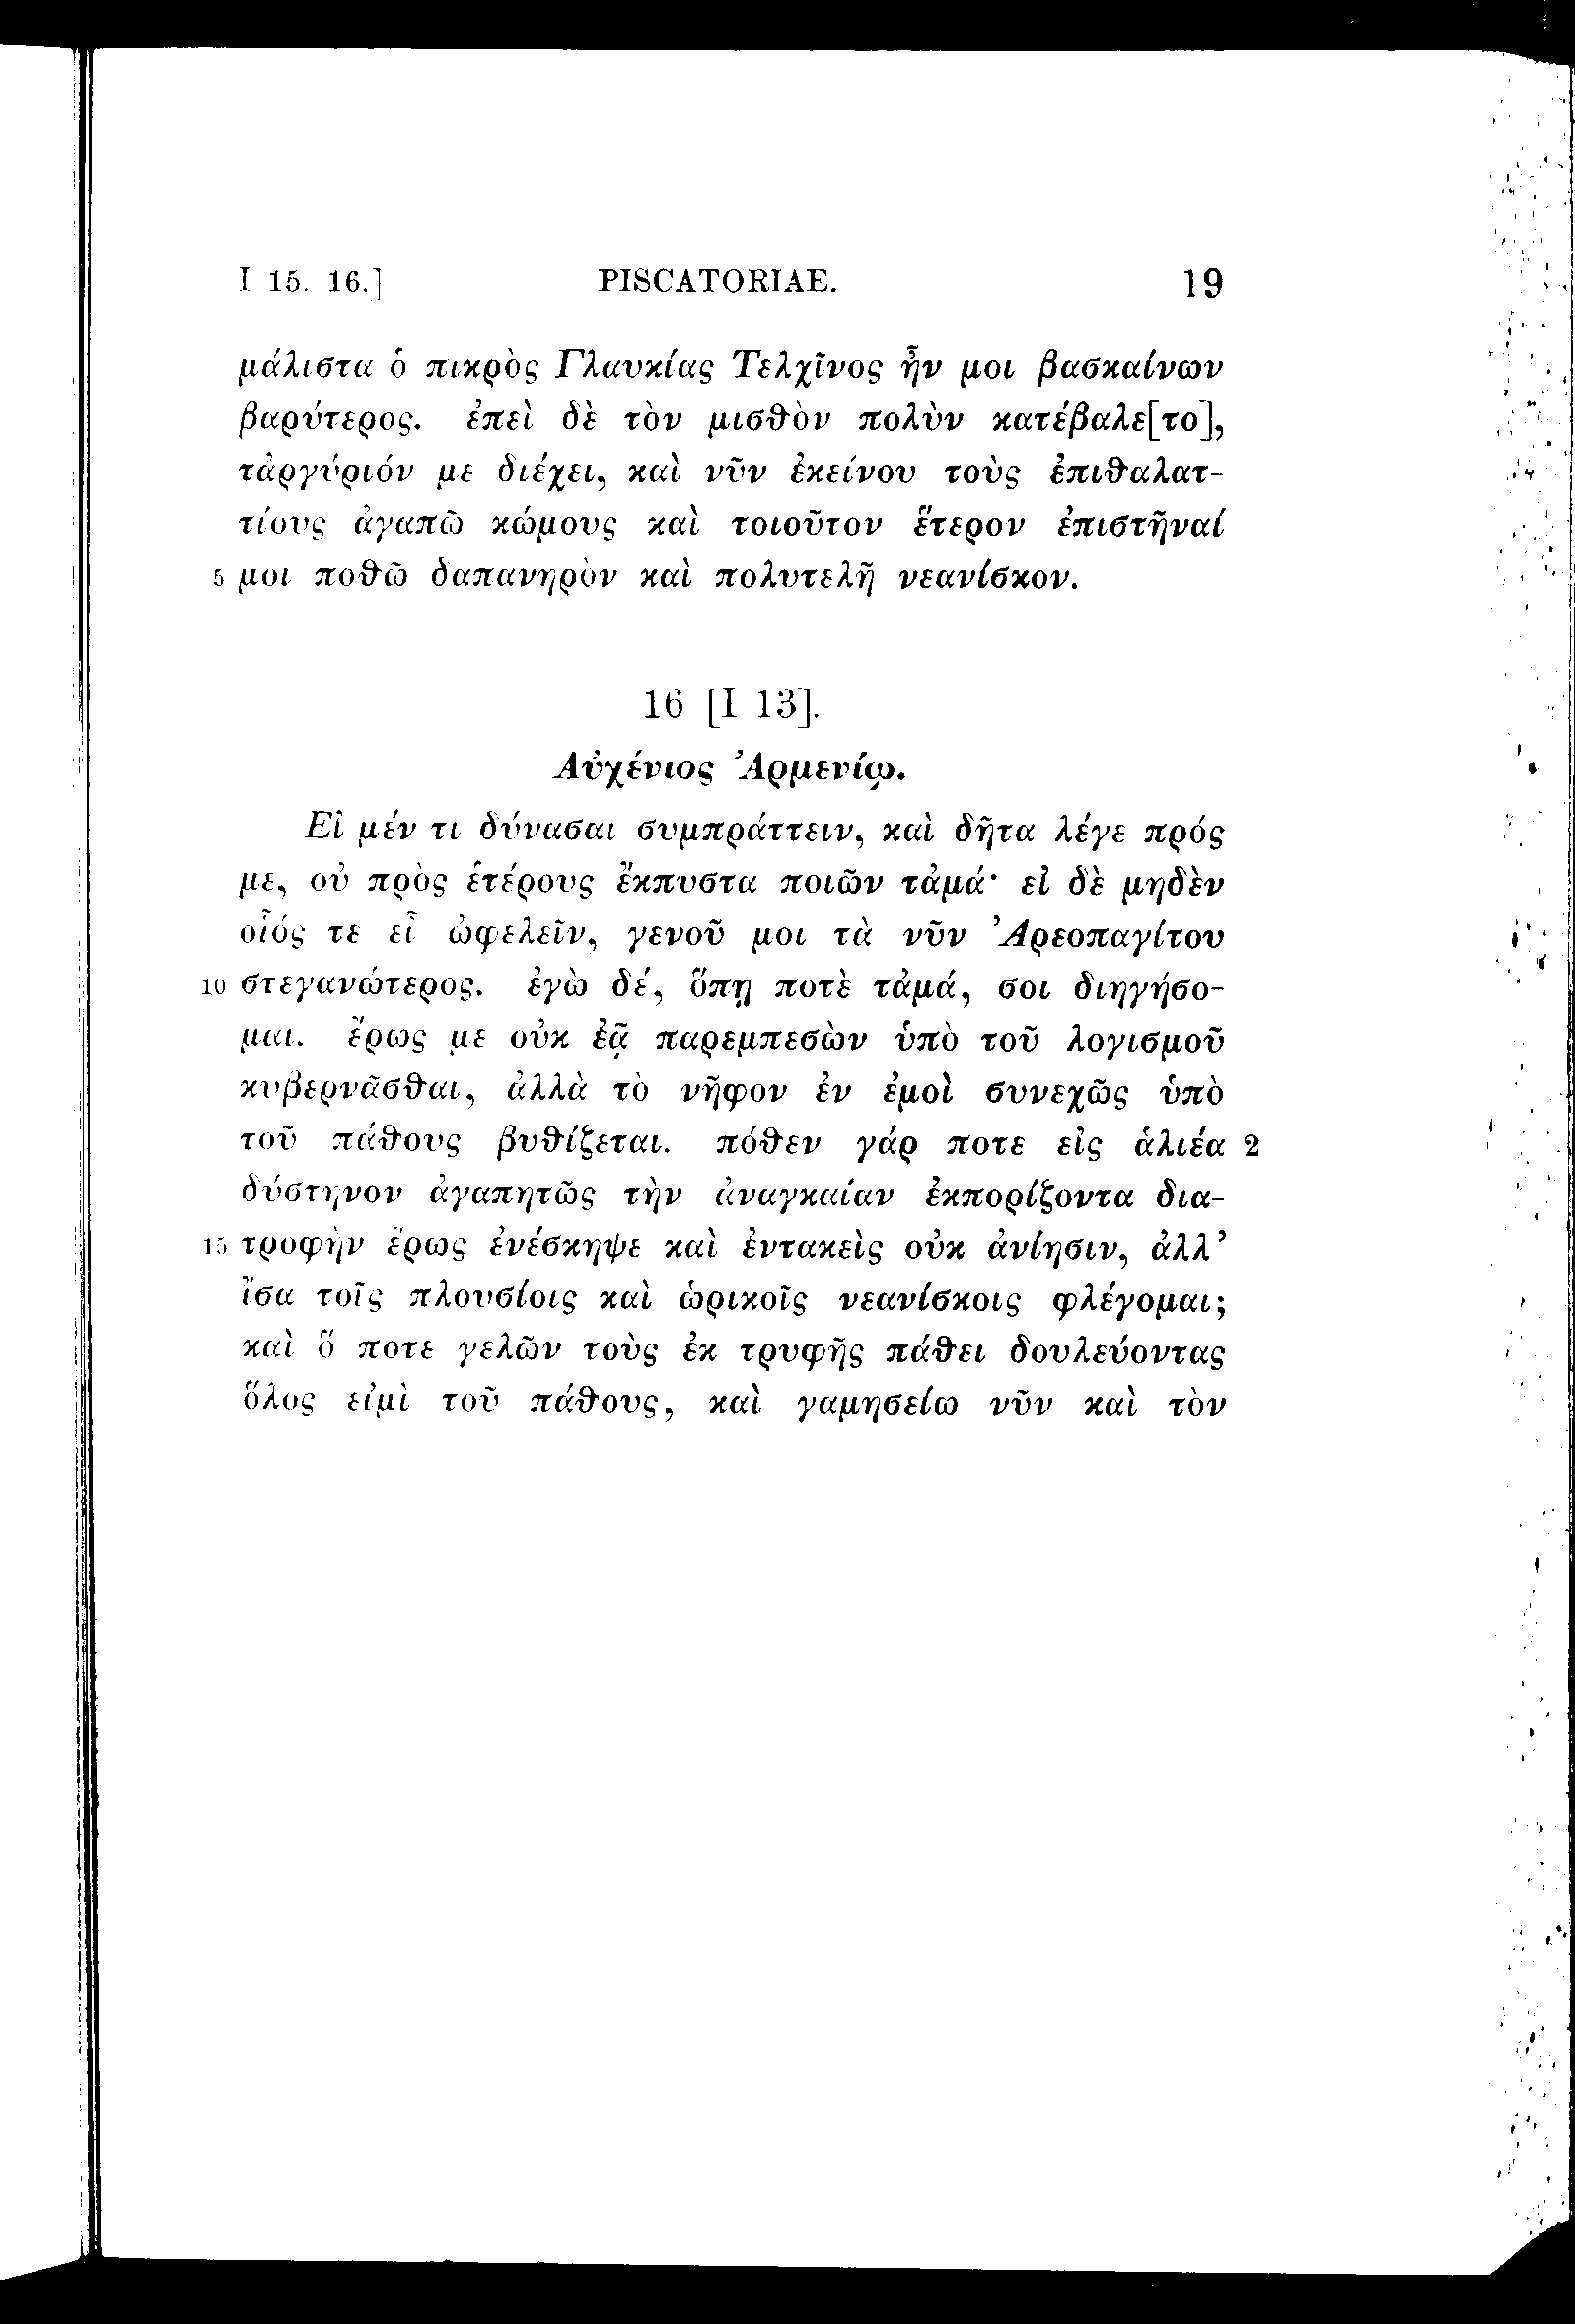 I 15. 16.] PISCATORIAE. 19
μάλιστα ὁ πικρὸς Γλαυκίας Τελχῖνος ἦν μοι βασκαίνων
βαρύτερος. ἐπεὶ δὲ τὸν μισθὸν πολὺν κατέβαλε[το],
τἀργύριόν με διέχει, καὶ νῦν ἐκείνου τοὺς ἐπιθαλατ-
τίους ἀγαπῶ κώμους καὶ τοιοῦτον ἕτερον ἐπιστῆναί
5 μοι ποθῶ δαπανηρὸν καὶ πολυτελῆ νεανίσκον.
16 [I 13].
Αὐχένιος Ἀρμενίῳ.
Εἰ μέν τι δύνασαι συμπράττειν, καὶ δῆτα λέγε πρός
με, οὐ πρὸς ἑτέρους ἔκπυστα ποιῶν τἀμά· εἰ δὲ μηδὲν
οἷός τε εἶ ὠφελεῖν, γενοῦ μοι τὰ νῦν Ἀρεοπαγίτου
10 στεγανώτερος. ἐγὼ δέ, ὅπῃ ποτὲ τἀμά, σοι διηγήσο-
μαι. ἔρως με οὐκ ἐᾷ παρεμπεσὼν ὑπὸ τοῦ λογισμοῦ
κυβερνᾶσθαι, ἀλλὰ τὸ νῆφον ἐν ἐμοὶ συνεχῶς ὑπὸ
τοῦ πάθους βυθίζεται. πόθεν γάρ ποτε εἰς ἁλιέα 2
δύστηνον ἀγαπητῶς τὴν ἀναγκαίαν ἐκπορίζοντα δια-
15 τροφὴν ἔρως ἐνέσκηψε καὶ ἐντακεὶς οὐκ ἀνίησιν, ἀλλ’
ἴσα τοῖς πλουσίοις καὶ ὡρικοῖς νεανίσκοις φλέγομαι;
καὶ ὅ ποτε γελῶν τοὺς ἐκ τρυφῆς πάθει δουλεύοντας
ὅλος εἰμὶ τοῦ πάθους, καὶ γαμησείω νῦν καὶ τὸν